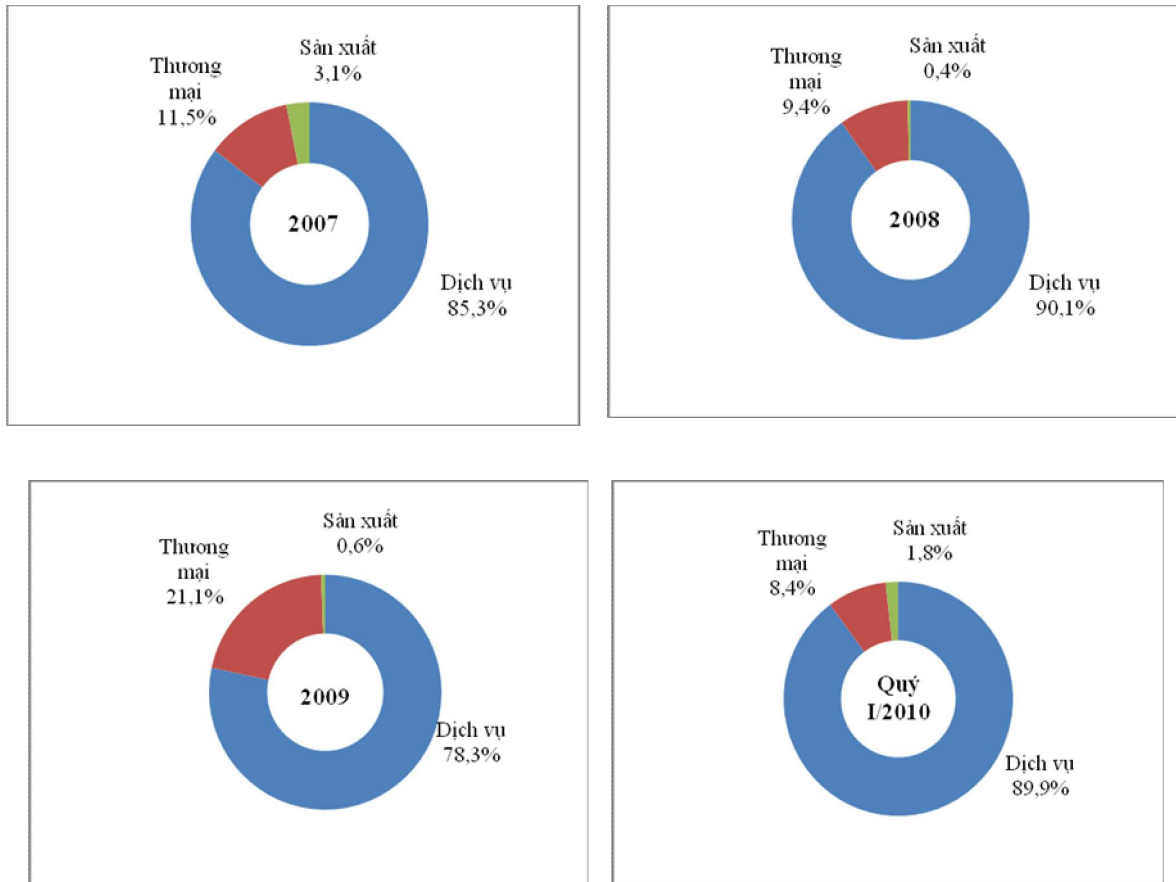 Sản xuất
3,1%
Thương
mại
11,5%
2007
Dịch vụ
85,3%
Sản xuất
0,4%
Thương
mại
9,4%
2008
Dịch vụ
90,1%
Sản xuất
0,6%
Thương
mại
21,1%
2009
Dịch vụ
78,3%
Sản xuất
1,8%
Thương
mại
8,4%
Quý
I/2010
Dịch vụ
89,9%